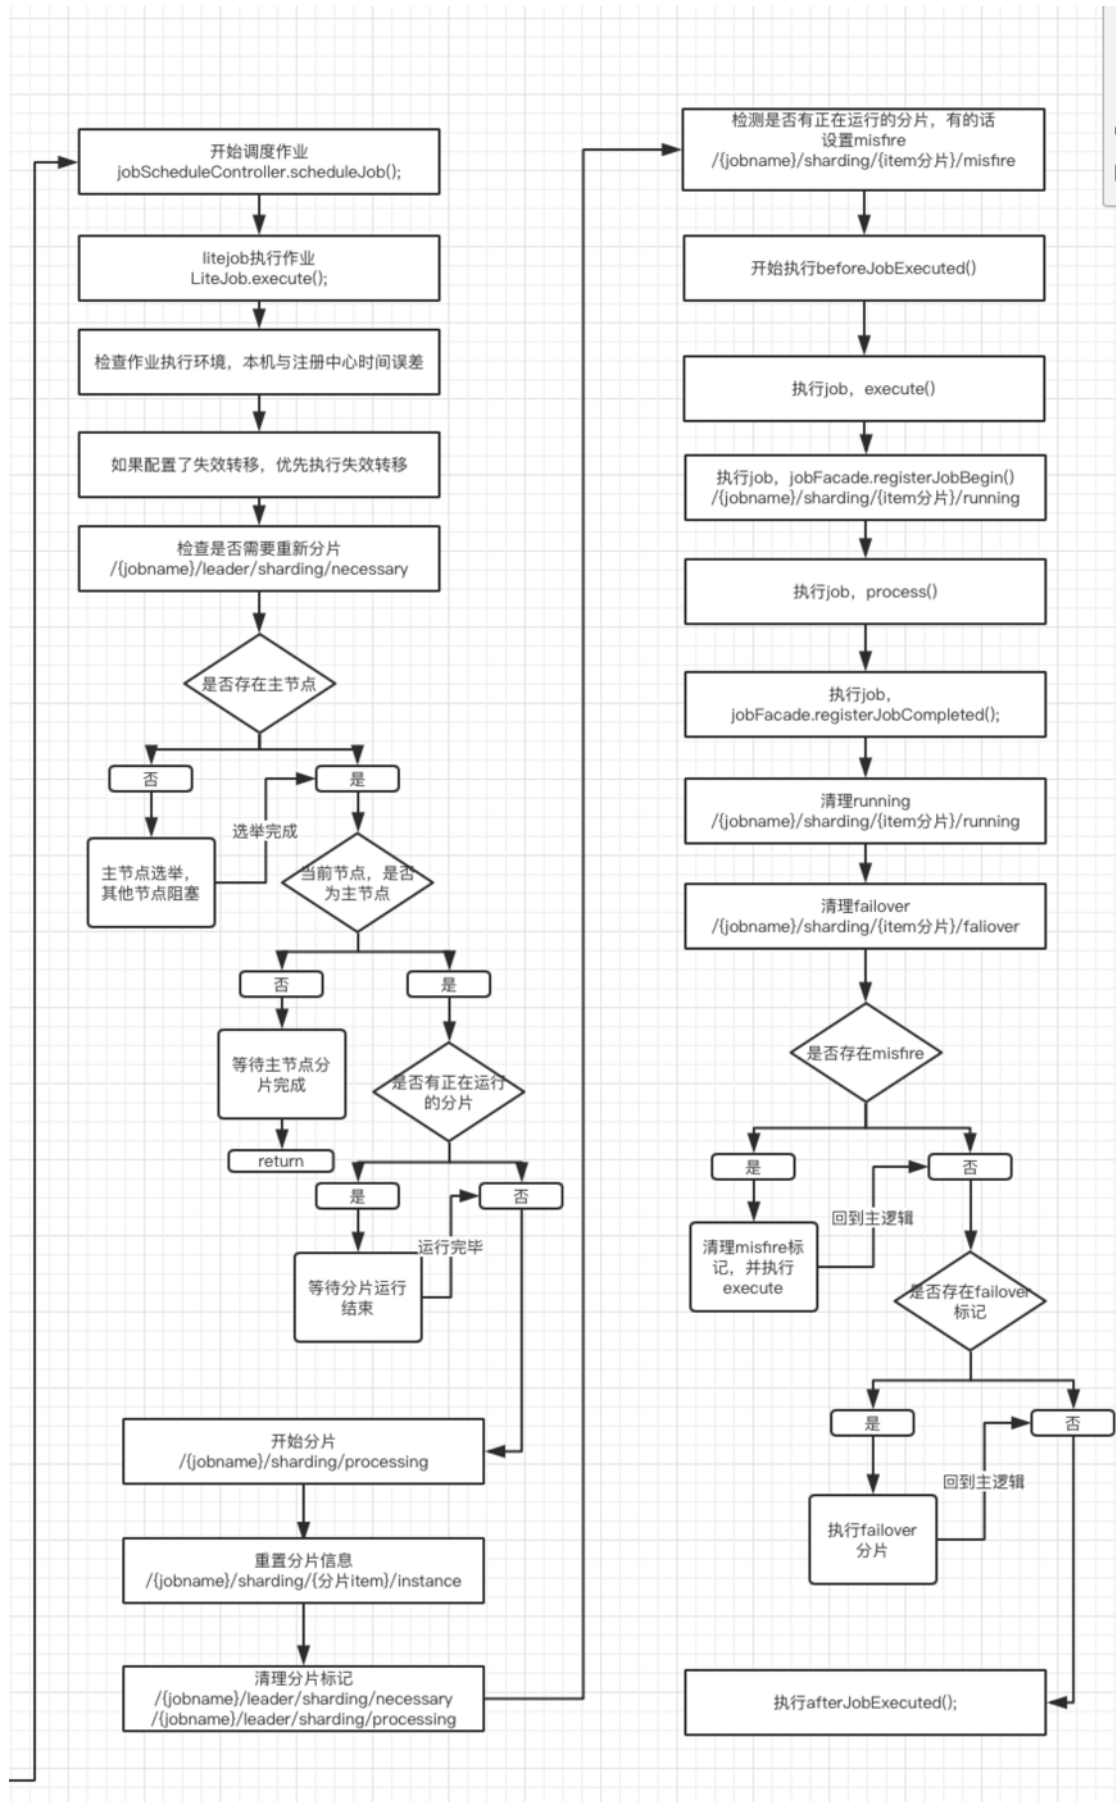 开始调度作业
jobScheduleController.scheduleJob();
litejob执行作业
LiteJob.execute();
检查作业执行环境，本机与注册中心时间误差
如果配置了失效转移，优先执行失效转移
检查是否需要重新分片
/{jobname}/leader/sharding/necessary
是否存在主节点
否
是
选举完成
主节点选举，
其他节点阻塞
当前节点，是否
为主节点
否
是
等待主节点分
片完成
return
是否有正在运行
的分片
是
否
运行完毕
等待分片运行
结束
开始分片
/{jobname}/sharding/processing
重置分片信息
/{jobname}/sharding/{分片item}/instance
清理分片标记
/{jobname}/leader/sharding/necessary
/{jobname}/leader/sharding/processing
检测是否有正在运行的分片，有的话
设置misfire
/{jobname}/sharding/{item分片}/misfire
开始执行beforeJobExecuted()
执行job，execute()
执行job，jobFacade.registerJobBegin()
/{jobname}/sharding/{item分片}/running
执行job，process()
执行job，
jobFacade.registerJobCompleted();
清理running
/{jobname}/sharding/{item分片}/running
清理failover
/{jobname}/sharding/{item分片}/faliover
是否存在misfire
是
否
回到主逻辑
清理misfire标
记，并执行
execute
是否存在failover
标记
是
否
回到主逻辑
执行failover
分片
执行afterJobExecuted();